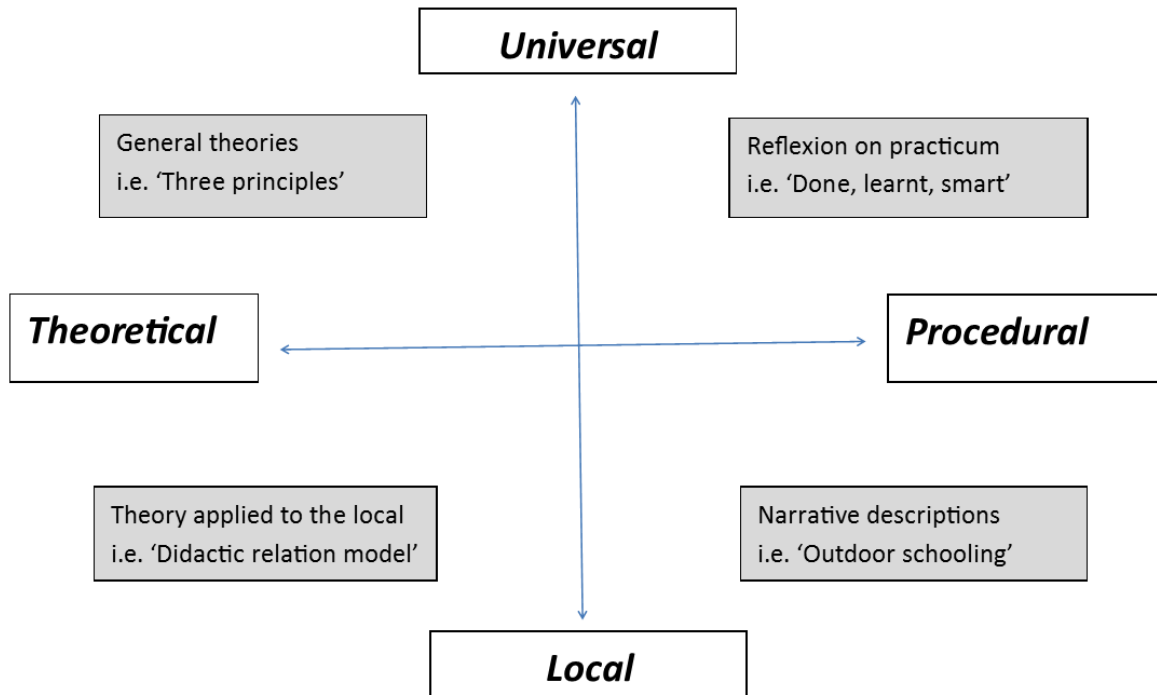 Universal
General theories
i.e. ‘Three principles’
Reflexion on practicum
i.e. ‘Done, learnt, smart’
Theoretical
Procedural
Theory applied to the local
i.e. ‘Didactic relation model’
Narrative descriptions
i.e. ‘Outdoor schooling’
Local